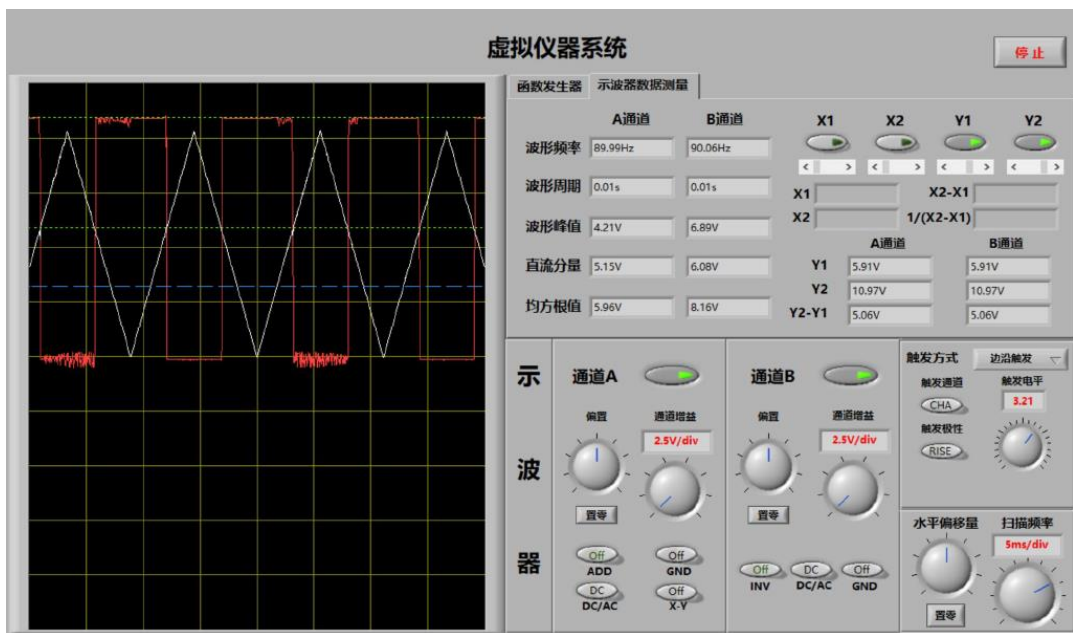 虚拟仪器系统
停止
函数发生器 示波器数据测量
A通道 B通道
波形频率 89.99Hz 90.06Hz
波形周期 0.01s 0.01s
波形峰值 4.21V 6.89V
直流分量 5.15V 6.08V
均方根值 5.96V 8.16V
X1 X2 Y1 Y2
X1 X2-X1
X2 1/(X2-X1)
A通道 B通道
Y1 5.91V 5.91V
Y2 10.97V 10.97V
Y2-Y1 5.06V 5.06V
示波器
通道A
偏置 通道增益
2.5V/div
置零
Off Off
ADD GND
DC Off
DC/AC X-Y
通道B
偏置 通道增益
2.5V/div
置零
Off DC Off
INV DC/AC GND
触发方式 边沿触发
触发通道 触发电平
CHA 3.21
触发极性
RISE
水平偏移量 扫描频率
5ms/div
置零